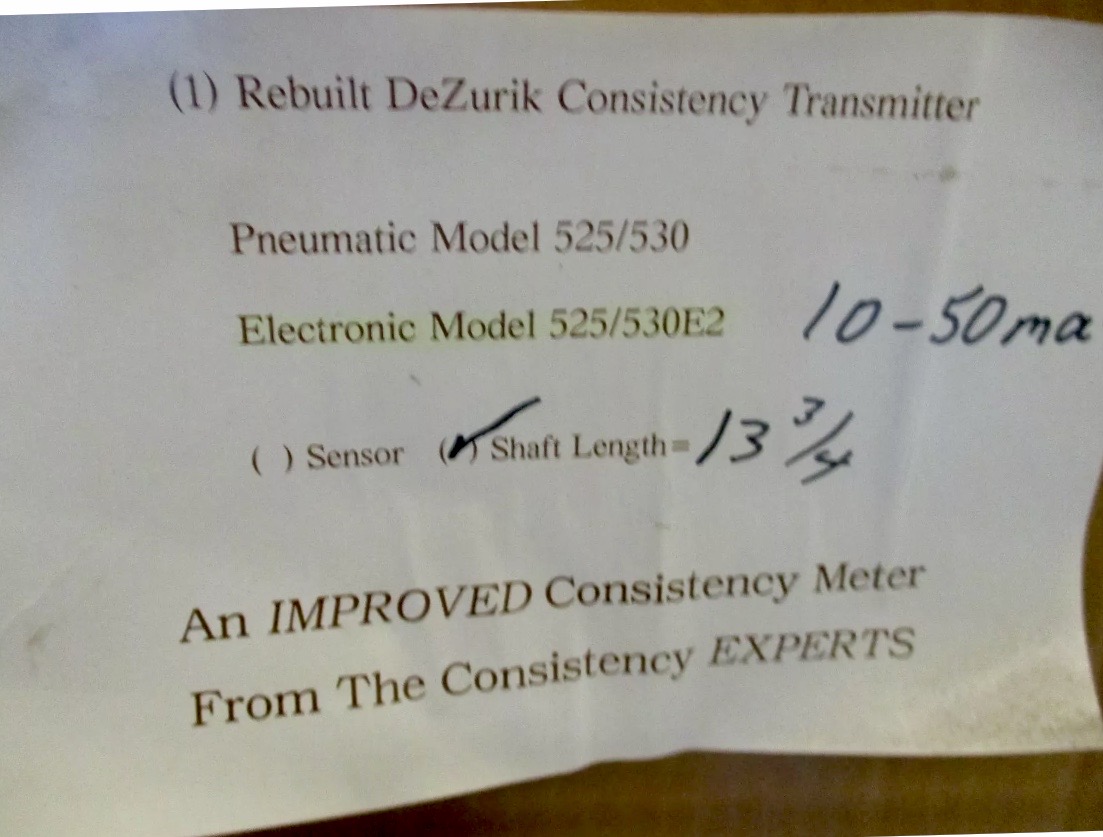 (1) Rebuilt DeZurik Consistency Transmitter
Pneumatic Model 525/530
Electronic Model 525/530E2 10-50ma
( ) Sensor (✓) Shaft Length= 13 3/4
An IMPROVED Consistency Meter
From The Consistency EXPERTS